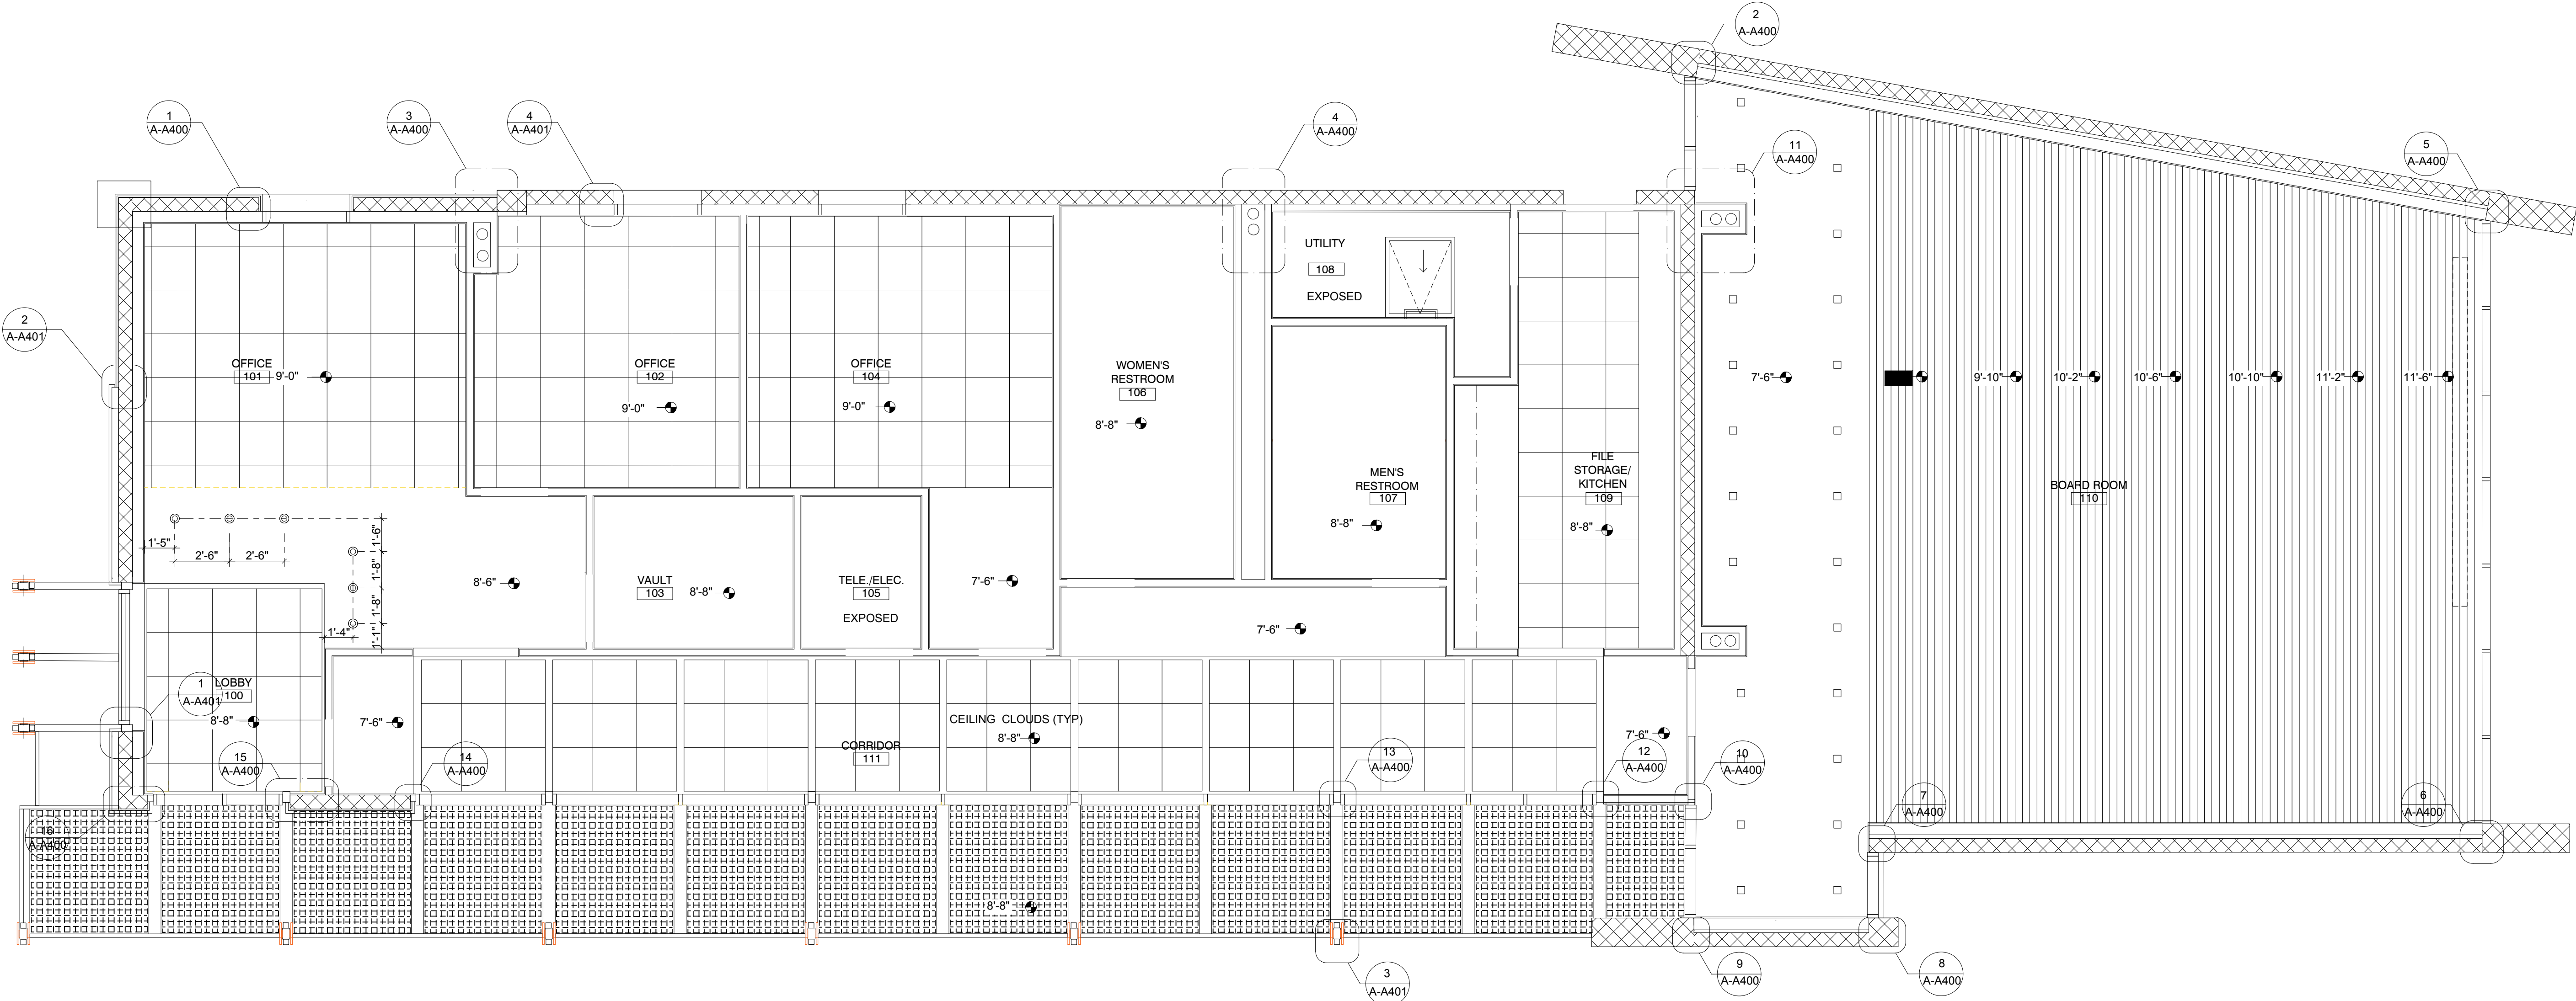 2
A-A400
1
A-A400
3
A-A400
4
A-A401
4
A-A400
11
A-A400
5
A-A400
2
A-A401
UTILITY
108
EXPOSED
OFFICE
101
9'-0"
OFFICE
102
9'-0"
OFFICE
104
9'-0"
WOMEN'S
RESTROOM
106
8'-8"
7'-6"
9'-10"
10'-2"
10'-6"
10'-10"
11'-2"
11'-6"
MEN'S
RESTROOM
107
8'-8"
FILE
STORAGE/
KITCHEN
109
8'-8"
BOARD ROOM
110
1'-5"
2'-6"
2'-6"
1'-6"
1'-8"
1'-8"
1'-1"
1'-4"
8'-6"
VAULT
103
8'-8"
TELE./ELEC.
105
EXPOSED
7'-6"
7'-6"
1
A-A401
LOBBY
100
8'-8"
7'-6"
CEILING CLOUDS (TYP)
8'-8"
CORRIDOR
111
7'-6"
15
A-A400
14
A-A400
13
A-A400
12
A-A400
10
A-A400
7
A-A400
6
A-A400
16
A-A400
8'-8"
3
A-A401
9
A-A400
8
A-A400